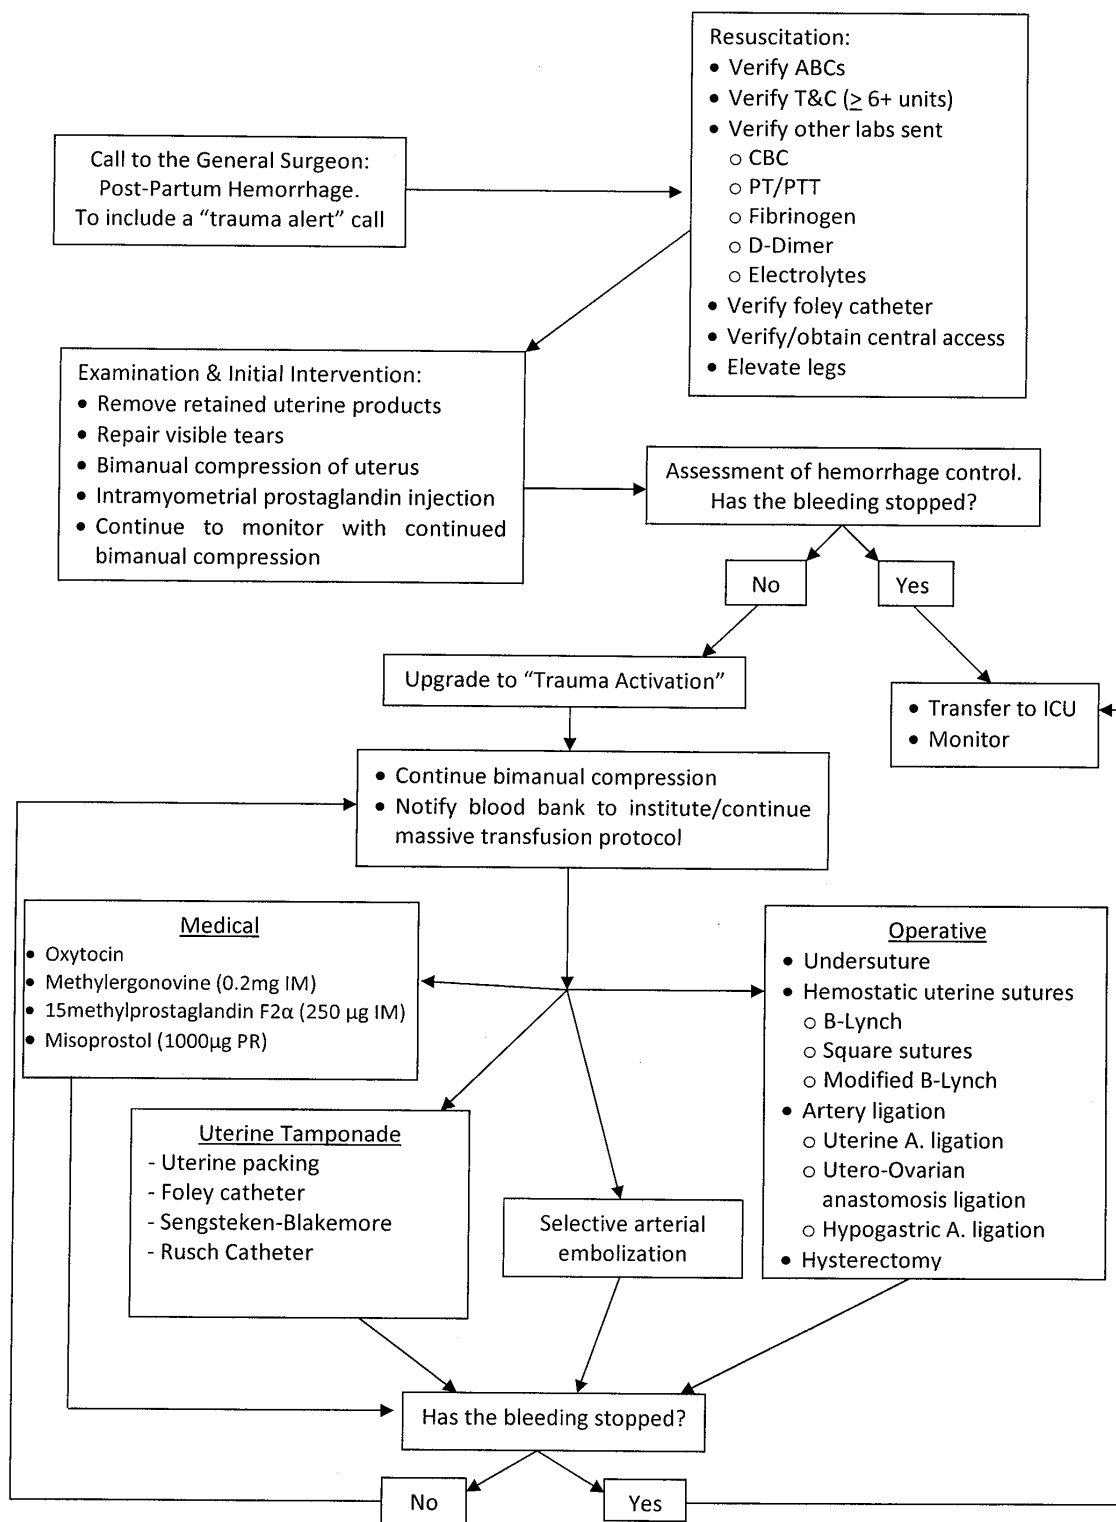 Resuscitation:
• Verify ABCs
• Verify T&C (≥ 6+ units)
• Verify other labs sent
○ CBC
○ PT/PTT
○ Fibrinogen
○ D-Dimer
○ Electrolytes
• Verify foley catheter
• Verify/obtain central access
• Elevate legs
Call to the General Surgeon:
Post-Partum Hemorrhage.
To include a “trauma alert” call
Examination & Initial Intervention:
• Remove retained uterine products
• Repair visible tears
• Bimanual compression of uterus
• Intramyometrial prostaglandin injection
• Continue to monitor with continued
bimanual compression
Assessment of hemorrhage control.
Has the bleeding stopped?
No
Yes
Upgrade to “Trauma Activation”
• Transfer to ICU
• Monitor
• Continue bimanual compression
• Notify blood bank to institute/continue
massive transfusion protocol
Medical
• Oxytocin
• Methylergonovine (0.2mg IM)
• 15methylprostaglandin F2α (250 µg IM)
• Misoprostol (1000µg PR)
Uterine Tamponade
- Uterine packing
- Foley catheter
- Sengsteken-Blakemore
- Rusch Catheter
Selective arterial
embolization
Operative
• Undersuture
• Hemostatic uterine sutures
○ B-Lynch
○ Square sutures
○ Modified B-Lynch
• Artery ligation
○ Uterine A. ligation
○ Utero-Ovarian
anastomosis ligation
○ Hypogastric A. ligation
• Hysterectomy
Has the bleeding stopped?
No
Yes